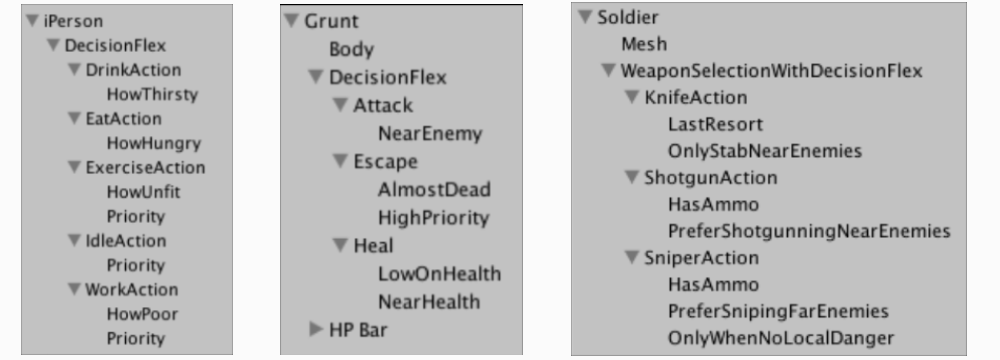 iPerson
DecisionFlex
DrinkAction
HowThirsty
EatAction
HowHungry
ExerciseAction
HowUnfit
Priority
IdleAction
Priority
WorkAction
HowPoor
Priority
Grunt
Body
DecisionFlex
Attack
NearEnemy
Escape
AlmostDead
HighPriority
Heal
LowOnHealth
NearHealth
HP Bar
Soldier
Mesh
WeaponSelectionWithDecisionFlex
KnifeAction
LastResort
OnlyStabNearEnemies
ShotgunAction
HasAmmo
PreferShotgunningNearEnemies
SniperAction
HasAmmo
PreferSnipingFarEnemies
OnlyWhenNoLocalDanger